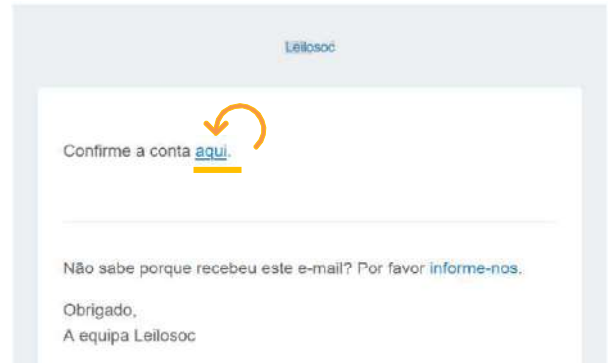 Leilosoc
Confirme a conta aqui.
Não sabe porque recebeu este e-mail? Por favor informe-nos.
Obrigado,
A equipa Leilosoc